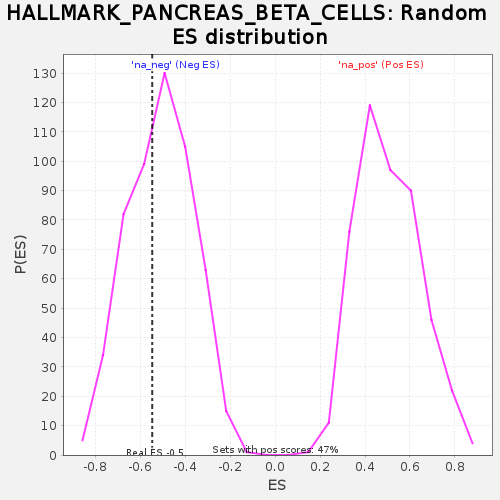 HALLMARK_PANCREAS_BETA_CELLS: Random
ES distribution
'na_neg' (Neg ES)
'na_pos' (Pos ES)
P(ES)
130
120
110
100
90
80
70
60
50
40
30
20
10
0
Real ES -0.5
Sets with pos scores: 47%
-0.8
-0.6
-0.4
-0.2
0.0
0.2
0.4
0.6
0.8
ES